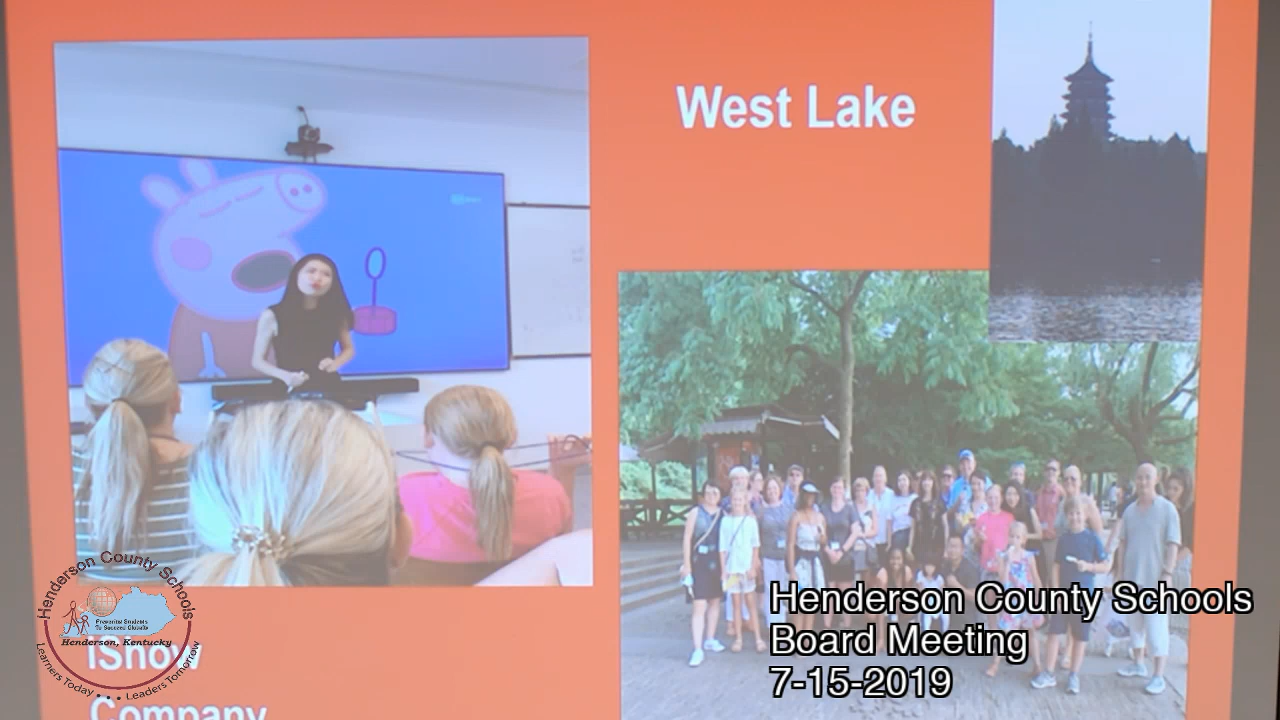 West Lake
Henderson County Schools
Henderson, Kentucky
Learners Today • • • Leaders Tomorrow
iShow
Company
Henderson County Schools
Board Meeting
7-15-2019